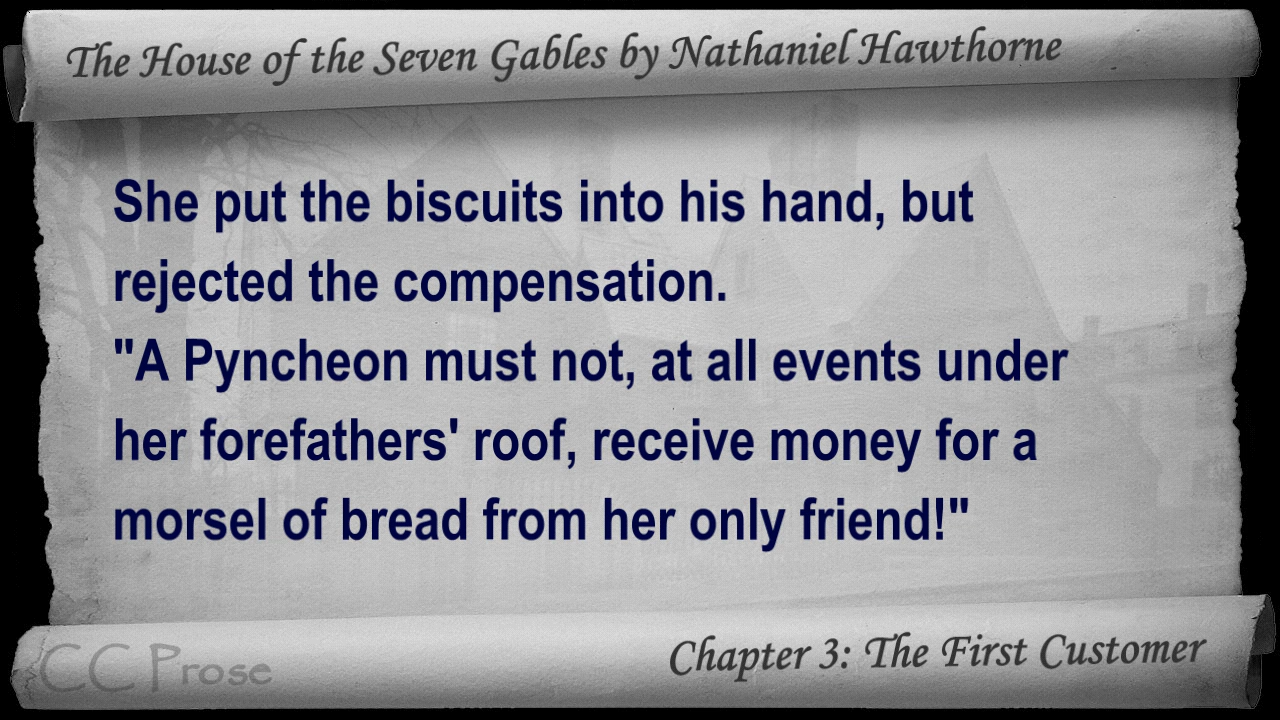 The House of the Seven Gables by Nathaniel Hawthorne
She put the biscuits into his hand, but
rejected the compensation.
"A Pyncheon must not, at all events under
her forefathers' roof, receive money for a
morsel of bread from her only friend!"
CC Prose
Chapter 3: The First Customer